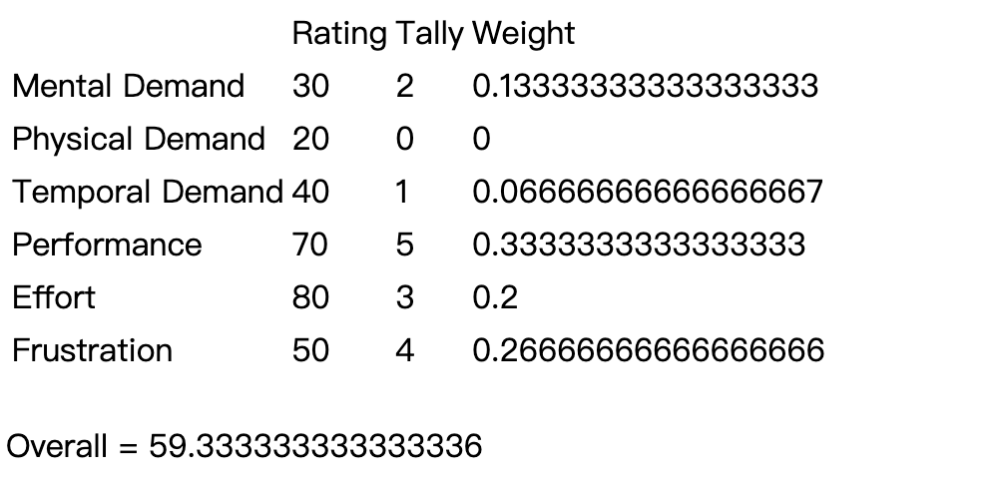 Rating Tally Weight
Mental Demand 30 2 0.13333333333333333
Physical Demand 20 0 0
Temporal Demand 40 1 0.06666666666666667
Performance 70 5 0.3333333333333333
Effort 80 3 0.2
Frustration 50 4 0.26666666666666666
Overall = 59.333333333333336